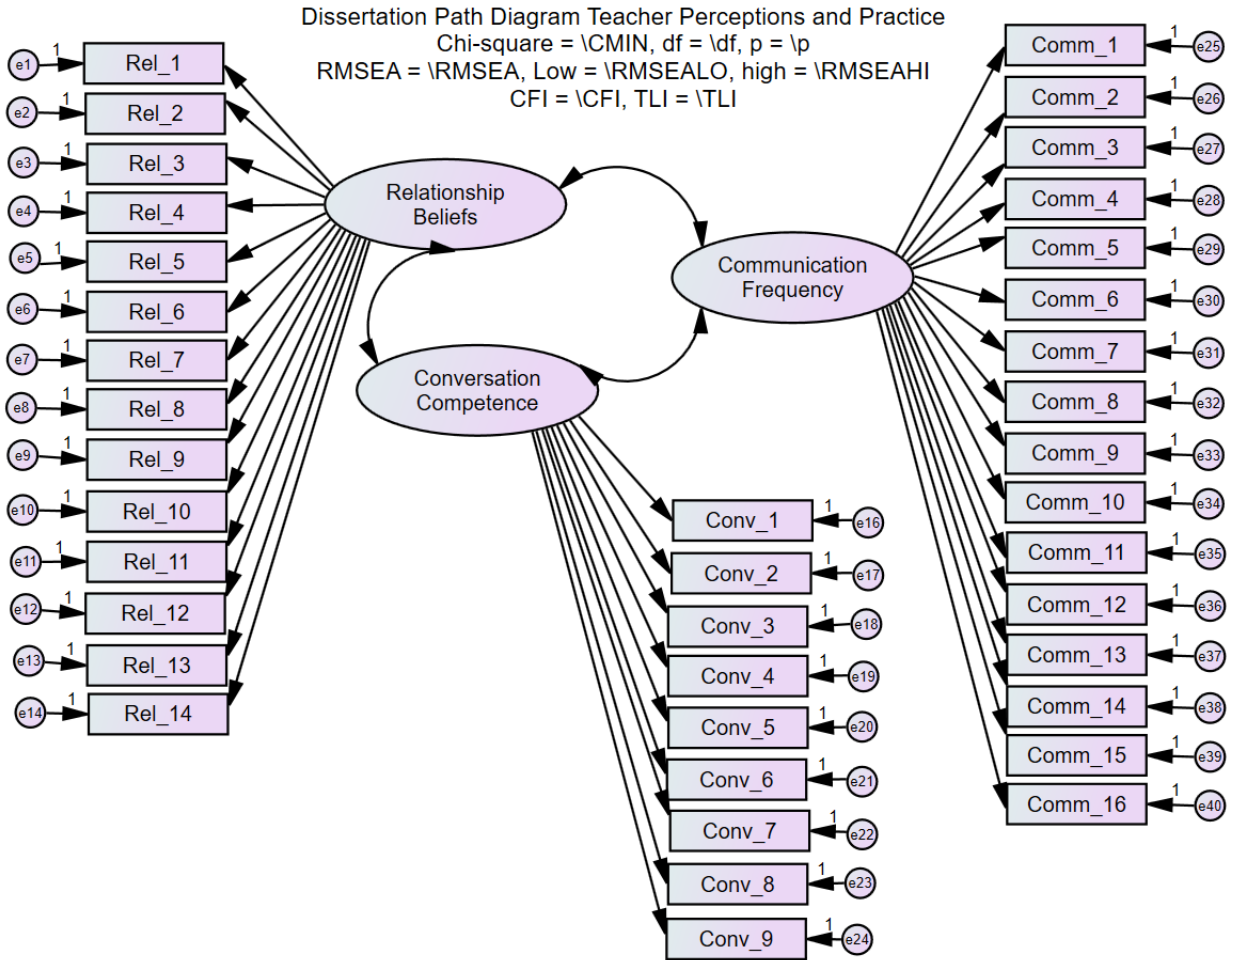 Dissertation Path Diagram Teacher Perceptions and Practice
Chi-square = \CMIN, df = \df, p = \p
RMSEA = \RMSEA, Low = \RMSEALO, high = \RMSEAHI
CFI = \CFI, TLI = \TLI
e1 1 Rel_1
e2 1 Rel_2
e3 1 Rel_3
e4 1 Rel_4
e5 1 Rel_5
e6 1 Rel_6
e7 1 Rel_7
e8 1 Rel_8
e9 1 Rel_9
e10 1 Rel_10
e11 1 Rel_11
e12 1 Rel_12
e13 1 Rel_13
e14 1 Rel_14
Relationship
Beliefs
Conversation
Competence
Communication
Frequency
Conv_1 1 e16
Conv_2 1 e17
Conv_3 1 e18
Conv_4 1 e19
Conv_5 1 e20
Conv_6 1 e21
Conv_7 1 e22
Conv_8 1 e23
Conv_9 1 e24
Comm_1 1 e25
Comm_2 1 e26
Comm_3 1 e27
Comm_4 1 e28
Comm_5 1 e29
Comm_6 1 e30
Comm_7 1 e31
Comm_8 1 e32
Comm_9 1 e33
Comm_10 1 e34
Comm_11 1 e35
Comm_12 1 e36
Comm_13 1 e37
Comm_14 1 e38
Comm_15 1 e39
Comm_16 1 e40